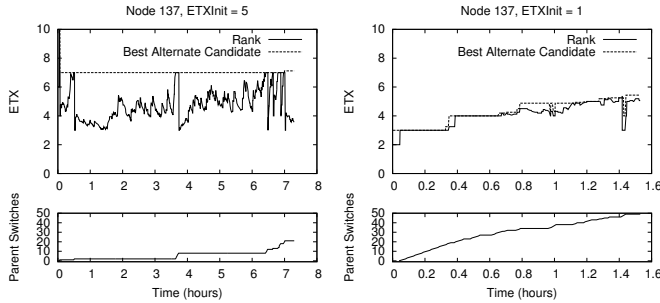 Node 137, ETXInit = 5
10
8
6
4
2
0
ETX
Rank
Best Alternate Candidate
0 1 2 3 4 5 6 7 8
50
40
30
20
10
0
Parent Switches
0 1 2 3 4 5 6 7 8
Time (hours)
Node 137, ETXInit = 1
10
8
6
4
2
0
ETX
Rank
Best Alternate Candidate
0 0.2 0.4 0.6 0.8 1 1.2 1.4 1.6
50
40
30
20
10
0
Parent Switches
0 0.2 0.4 0.6 0.8 1 1.2 1.4 1.6
Time (hours)